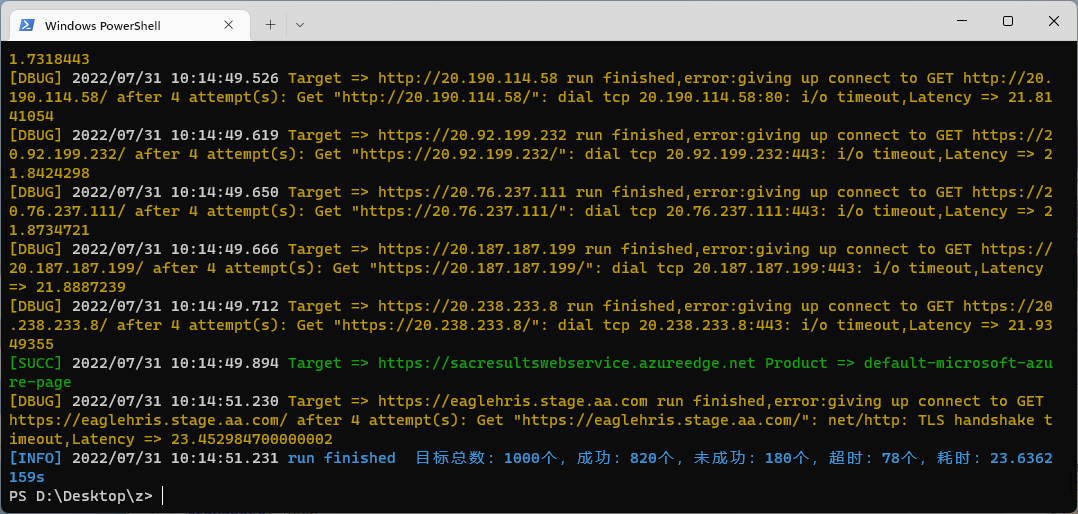 Windows PowerShell
1.7318443
[DBUG] 2022/07/31 10:14:49.526 Target => http://20.190.114.58 run finished,error:giving up connect to GET http://20.
190.114.58/ after 4 attempt(s): Get "http://20.190.114.58/": dial tcp 20.190.114.58:80: i/o timeout,Latency => 21.81
41054
[DBUG] 2022/07/31 10:14:49.619 Target => https://20.92.199.232 run finished,error:giving up connect to GET https://2
0.92.199.232/ after 4 attempt(s): Get "https://20.92.199.232/": dial tcp 20.92.199.232:443: i/o timeout,Latency => 2
1.8424298
[DBUG] 2022/07/31 10:14:49.650 Target => https://20.76.237.111 run finished,error:giving up connect to GET https://2
0.76.237.111/ after 4 attempt(s): Get "https://20.76.237.111/": dial tcp 20.76.237.111:443: i/o timeout,Latency => 2
1.8734721
[DBUG] 2022/07/31 10:14:49.666 Target => https://20.187.187.199 run finished,error:giving up connect to GET https://
20.187.187.199/ after 4 attempt(s): Get "https://20.187.187.199/": dial tcp 20.187.187.199:443: i/o timeout,Latency
=> 21.8887239
[DBUG] 2022/07/31 10:14:49.712 Target => https://20.238.233.8 run finished,error:giving up connect to GET https://20
.238.233.8/ after 4 attempt(s): Get "https://20.238.233.8/": dial tcp 20.238.233.8:443: i/o timeout,Latency => 21.93
49355
[SUCC] 2022/07/31 10:14:49.894 Target => https://sacresultswebservice.azureedge.net Product => default-microsoft-azu
re-page
[DBUG] 2022/07/31 10:14:51.230 Target => https://eaglehris.stage.aa.com run finished,error:giving up connect to GET
https://eaglehris.stage.aa.com/ after 4 attempt(s): Get "https://eaglehris.stage.aa.com/": net/http: TLS handshake t
imeout,Latency => 23.452984700000002
[INFO] 2022/07/31 10:14:51.231 run finished  目标总数: 1000个, 成功: 820个, 未成功: 180个, 超时: 78个, 耗时: 23.6362
159s
PS D:\Desktop\z>